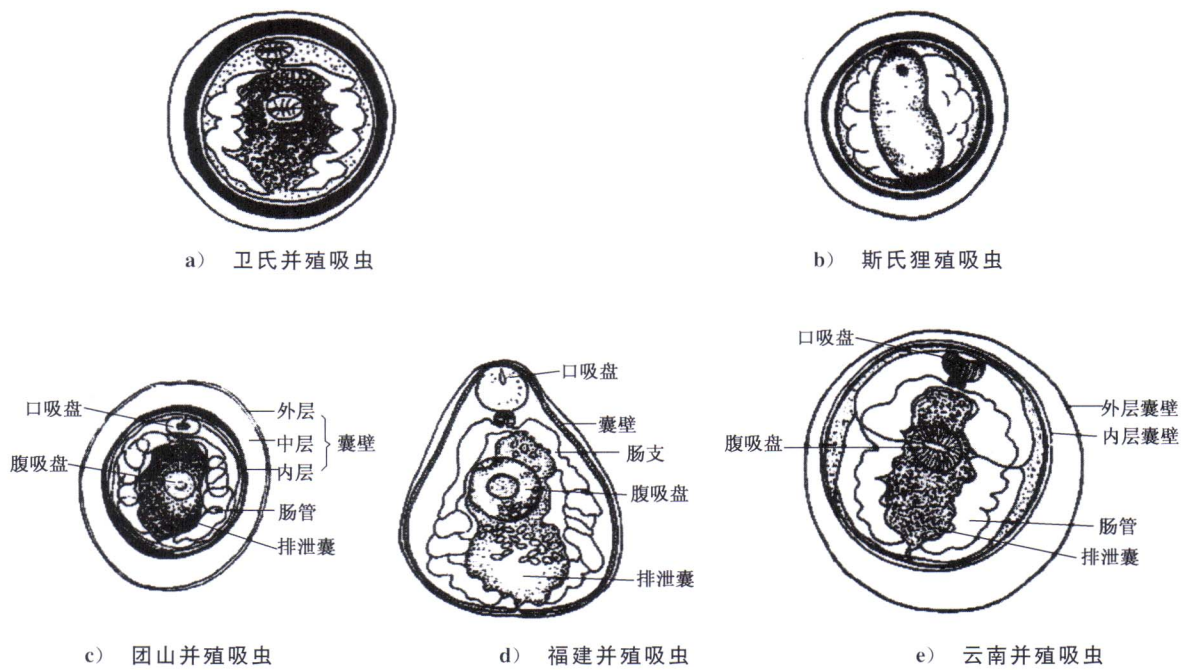 a） 卫氏并殖吸虫
b） 斯氏狸殖吸虫
口吸盘
腹吸盘
外层
中层
内层
囊壁
肠管
排泄囊
c） 团山并殖吸虫
口吸盘
囊壁
肠支
腹吸盘
排泄囊
d） 福建并殖吸虫
口吸盘
腹吸盘
外层囊壁
内层囊壁
肠管
排泄囊
e） 云南并殖吸虫